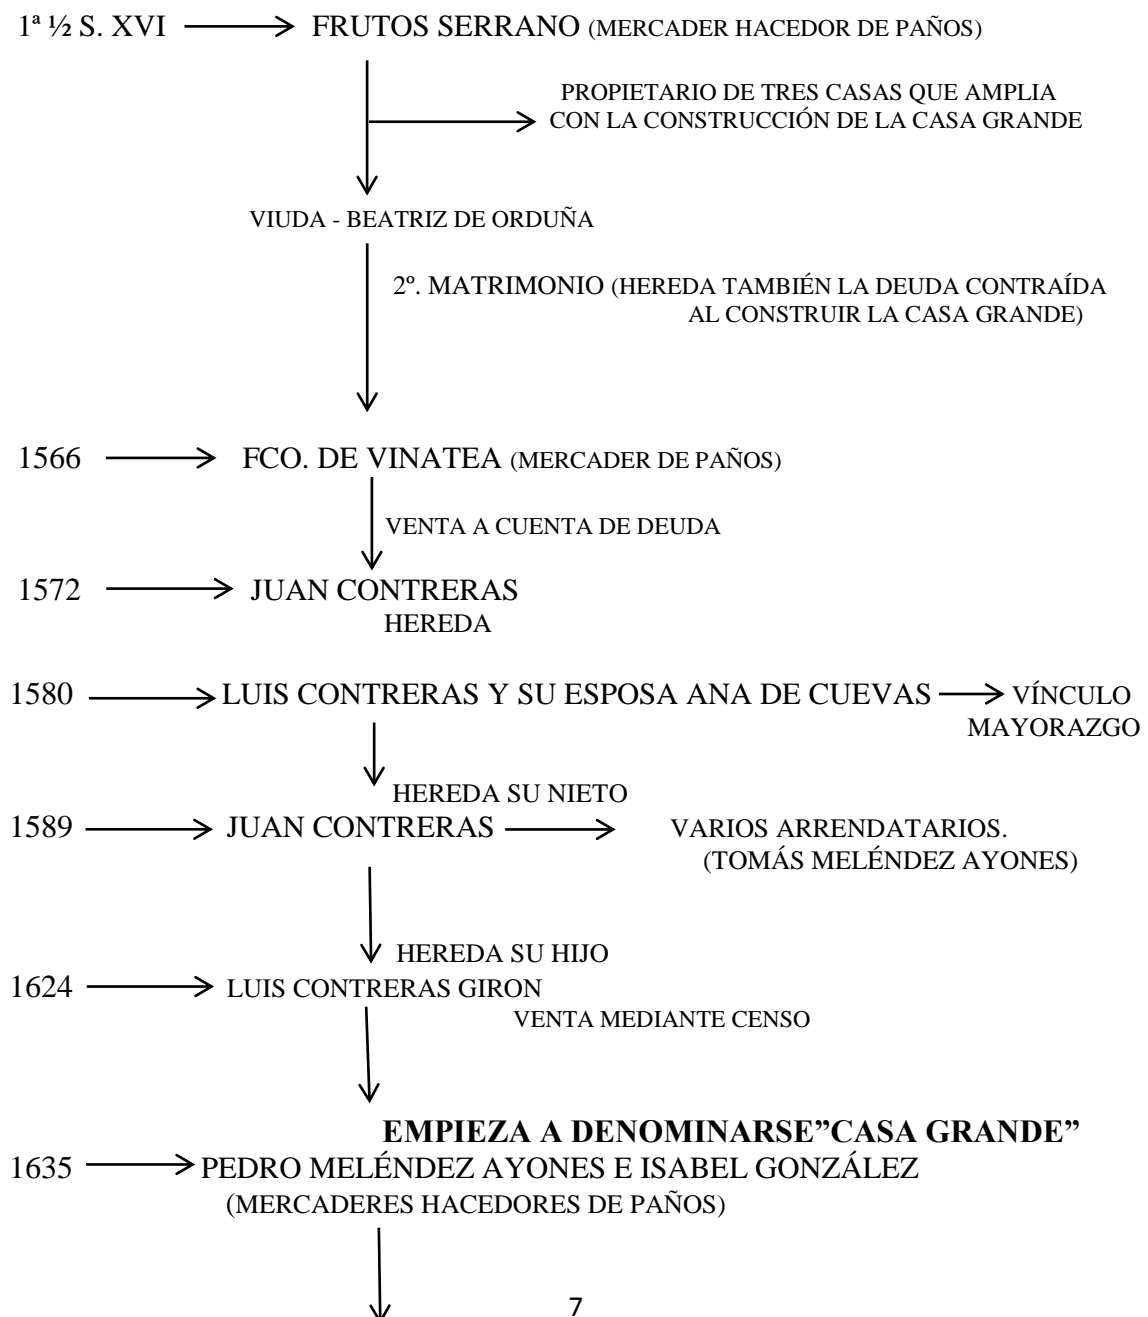 1ª ½ S. XVI FRUTOS SERRANO (MERCADER HACEDOR DE PAÑOS)
PROPIETARIO DE TRES CASAS QUE AMPLIA
CON LA CONSTRUCCIÓN DE LA CASA GRANDE
VIUDA - BEATRIZ DE ORDUÑA
2º. MATRIMONIO (HEREDA TAMBIÉN LA DEUDA CONTRAÍDA
AL CONSTRUIR LA CASA GRANDE)
1566 FCO. DE VINATEA (MERCADER DE PAÑOS)
VENTA A CUENTA DE DEUDA
1572 JUAN CONTRERAS
HEREDA
1580 LUIS CONTRERAS Y SU ESPOSA ANA DE CUEVAS VÍNCULO
MAYORAZGO
HEREDA SU NIETO
1589 JUAN CONTRERAS VARIOS ARRENDATARIOS.
(TOMÁS MELÉNDEZ AYONES)
HEREDA SU HIJO
1624 LUIS CONTRERAS GIRON
VENTA MEDIANTE CENSO
EMPIEZA A DENOMINARSE”CASA GRANDE”
1635 PEDRO MELÉNDEZ AYONES E ISABEL GONZÁLEZ
(MERCADERES HACEDORES DE PAÑOS)
7